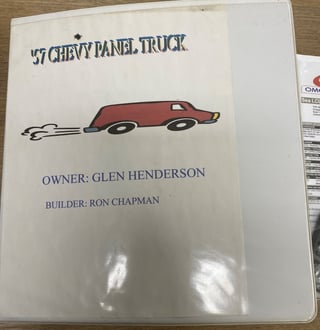 '57 CHEVY PANEL TRUCK
OWNER: GLEN HENDERSON
BUILDER: RON CHAPMAN